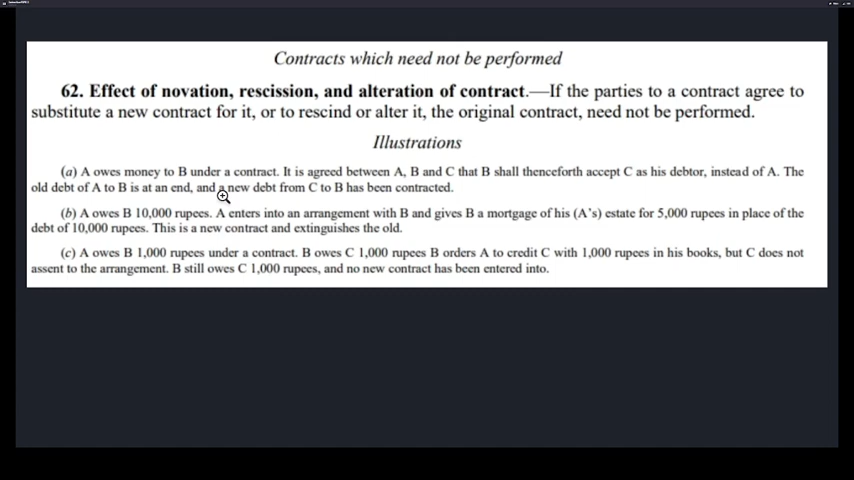 Contracts which need not be performed
62. Effect of novation, rescission, and alteration of contract.—If the parties to a contract agree to
substitute a new contract for it, or to rescind or alter it, the original contract, need not be performed.
Illustrations
(a) A owes money to B under a contract. It is agreed between A, B and C that B shall thenceforth accept C as his debtor, instead of A. The
old debt of A to B is at an end, and a new debt from C to B has been contracted.
(b) A owes B 10,000 rupees. A enters into an arrangement with B and gives B a mortgage of his (A's) estate for 5,000 rupees in place of the
debt of 10,000 rupees. This is a new contract and extinguishes the old.
(c) A owes B 1,000 rupees under a contract. B owes C 1,000 rupees B orders A to credit C with 1,000 rupees in his books, but C does not
assent to the arrangement. B still owes C 1,000 rupees, and no new contract has been entered into.